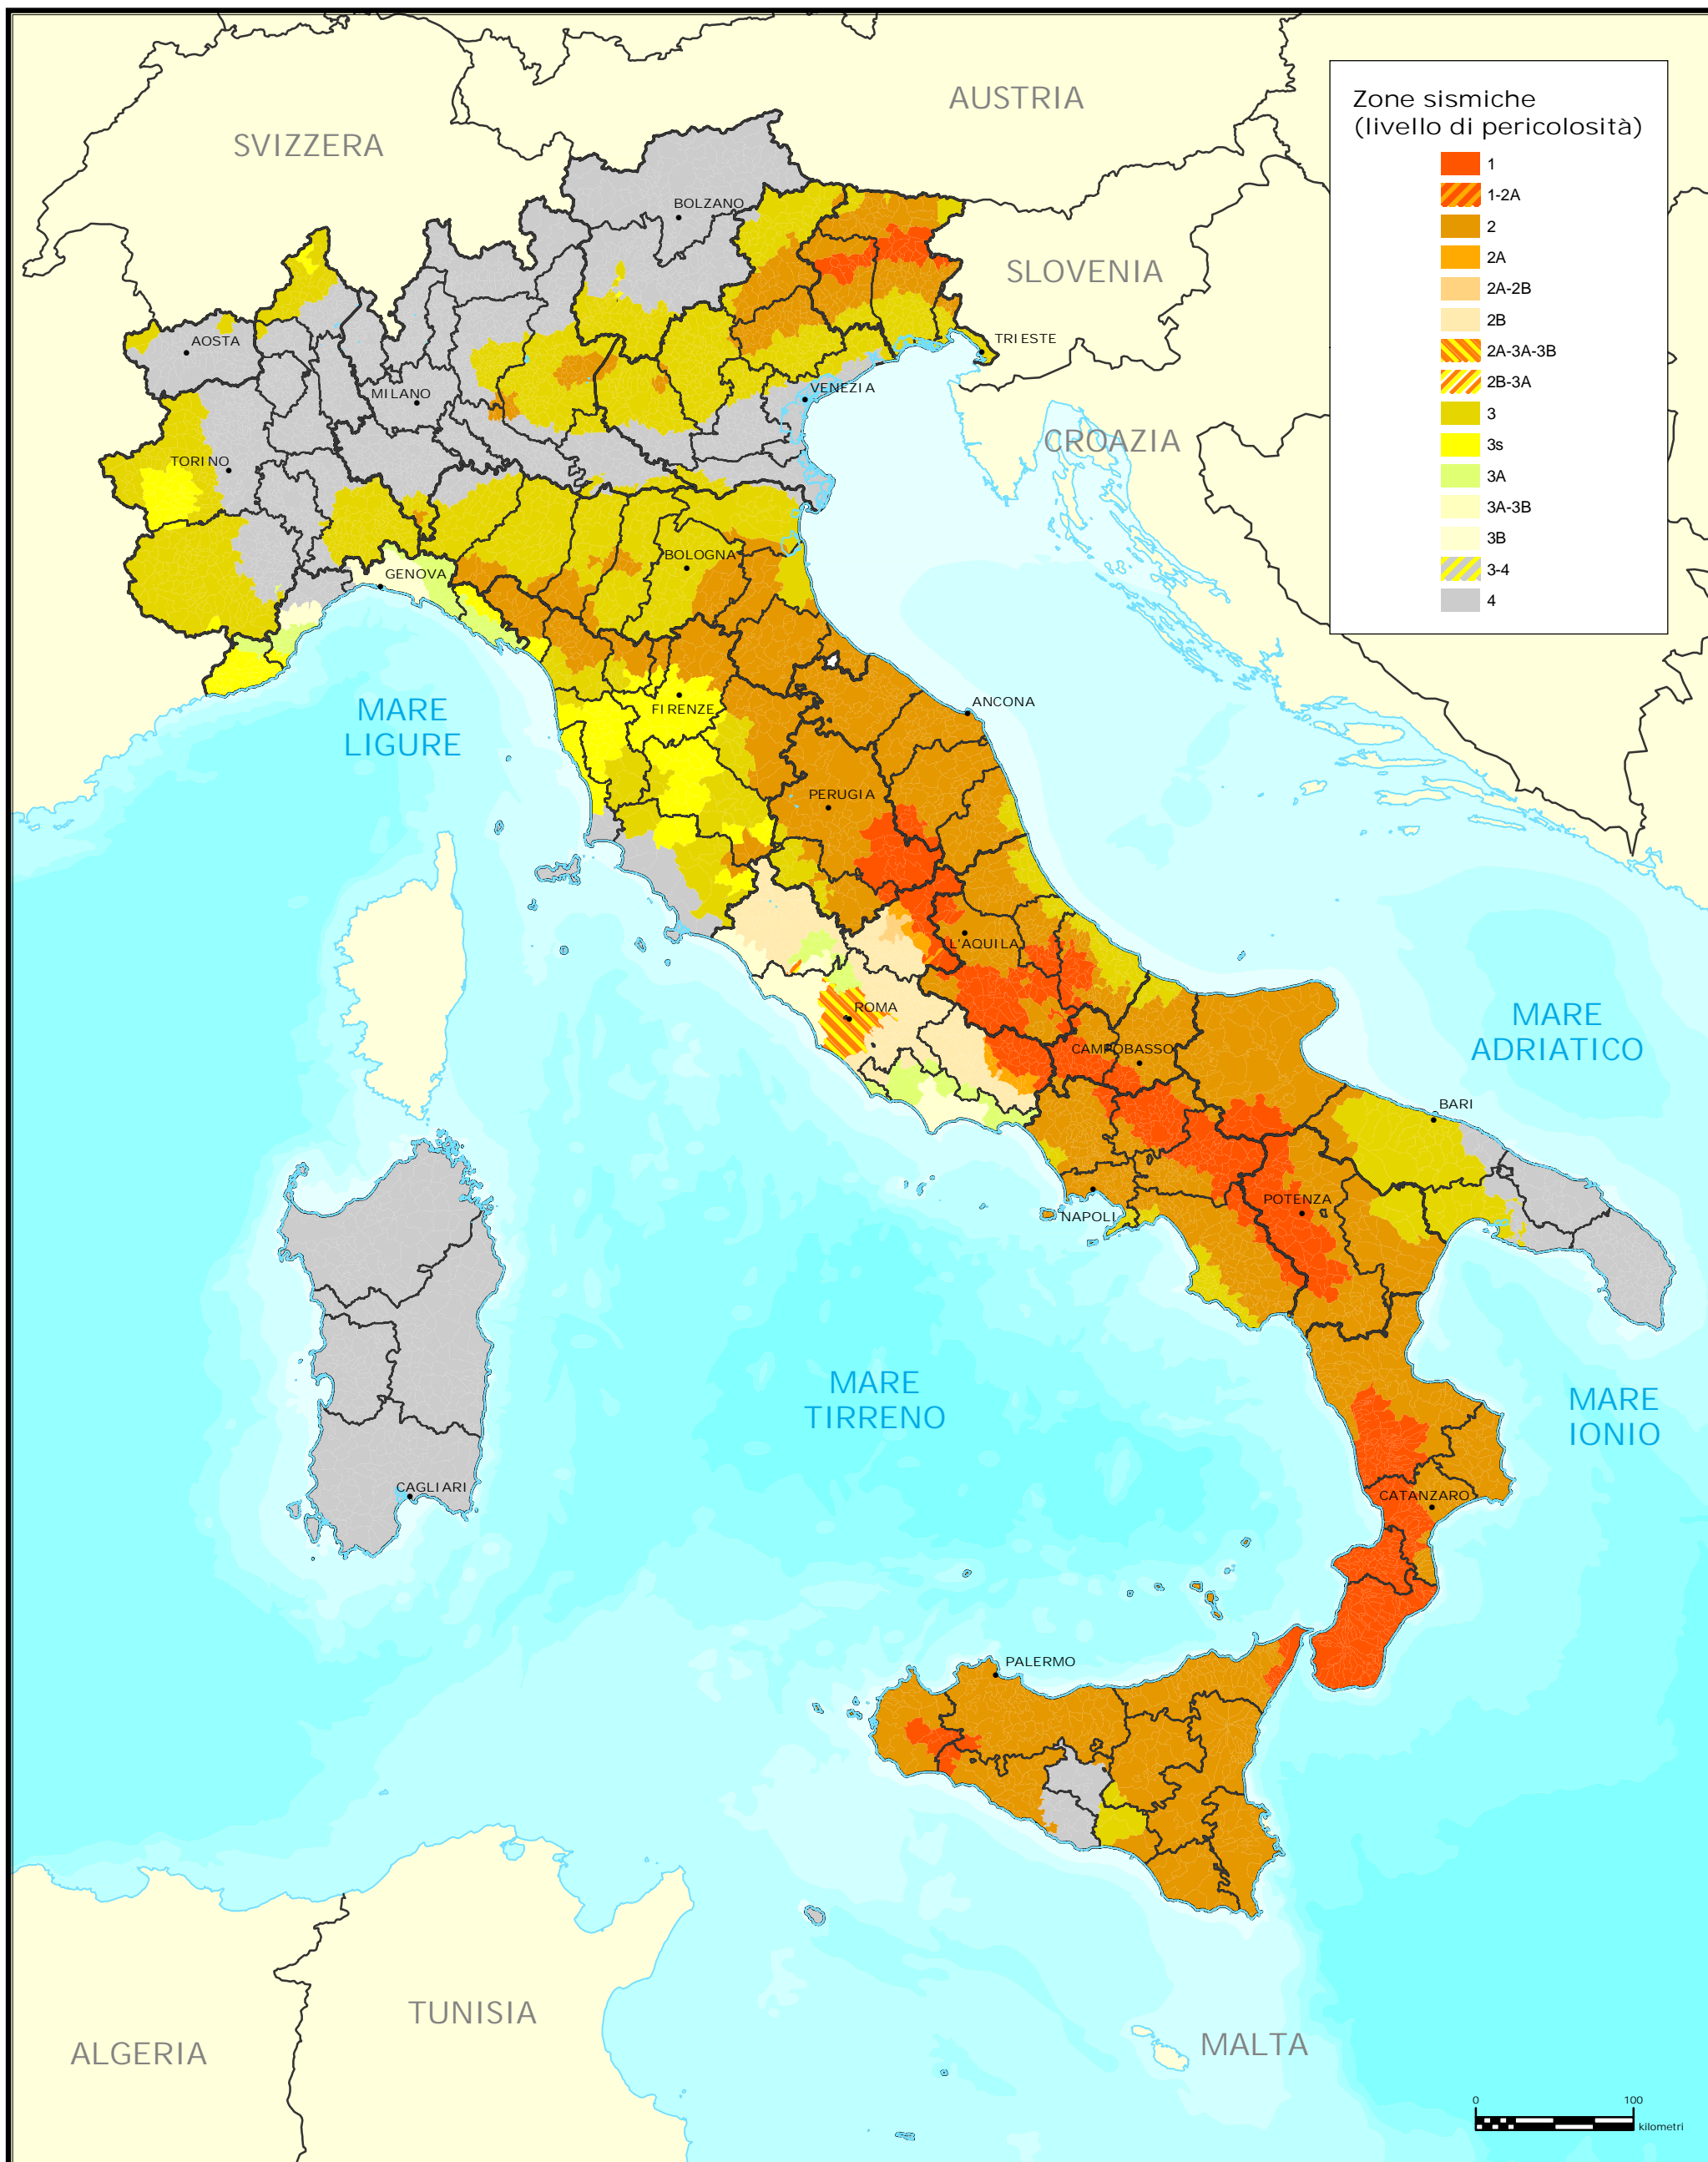 AUSTRIA
SVIZZERA
Zone sismiche
(livello di pericolosità)
1
1-2A
2
2A
2A-2B
2B
2A-3A-3B
2B-3A
3
3s
3A
3A-3B
3B
3-4
4
BOLZANO
SLOVENIA
AOSTA
TRIESTE
MILANO
VENEZIA
CROAZIA
TORINO
BOLOGNA
GENOVA
MARE
LIGURE
FIRENZE
ANCONA
PERUGIA
L'AQUILA
ROMA
MARE
ADRIATICO
CAMPOBASSO
BARI
POTENZA
NAPOLI
MARE
TIRRENO
MARE
IONIO
CAGLIARI
CATANZARO
PALERMO
TUNISIA
ALGERIA
MALTA
0
100
kilometri